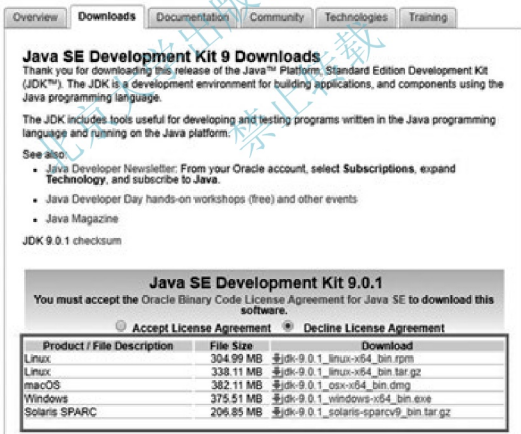 Overview Downloads Documentation Community Technologies Training
Java SE Development Kit 9 Downloads
Thank you for downloading this release of the Java™ Platform, Standard Edition Development Kit
(JDK™). The JDK is a development environment for building applications, and components using the
Java programming language.
The JDK includes tools useful for developing and testing programs written in the Java programming
language and running on the Java platform.
See also:
• Java Developer Newsletter: From your Oracle account, select Subscriptions, expand
Technology, and subscribe to Java.
• Java Developer Day hands-on workshops (free) and other events
• Java Magazine
JDK 9.0.1 checksum
Java SE Development Kit 9.0.1
You must accept the Oracle Binary Code License Agreement for Java SE to download this
software.
Accept License Agreement Decline License Agreement
Product / File Description File Size Download
Linux 304.99 MB jdk-9.0.1_linux-x64_bin.rpm
Linux 338.11 MB jdk-9.0.1_linux-x64_bin.tar.gz
macOS 382.11 MB jdk-9.0.1_osx-x64_bin.dmg
Windows 375.51 MB jdk-9.0.1_windows-x64_bin.exe
Solaris SPARC 206.85 MB jdk-9.0.1_solaris-sparcv9_bin.tar.gz
禁止转载